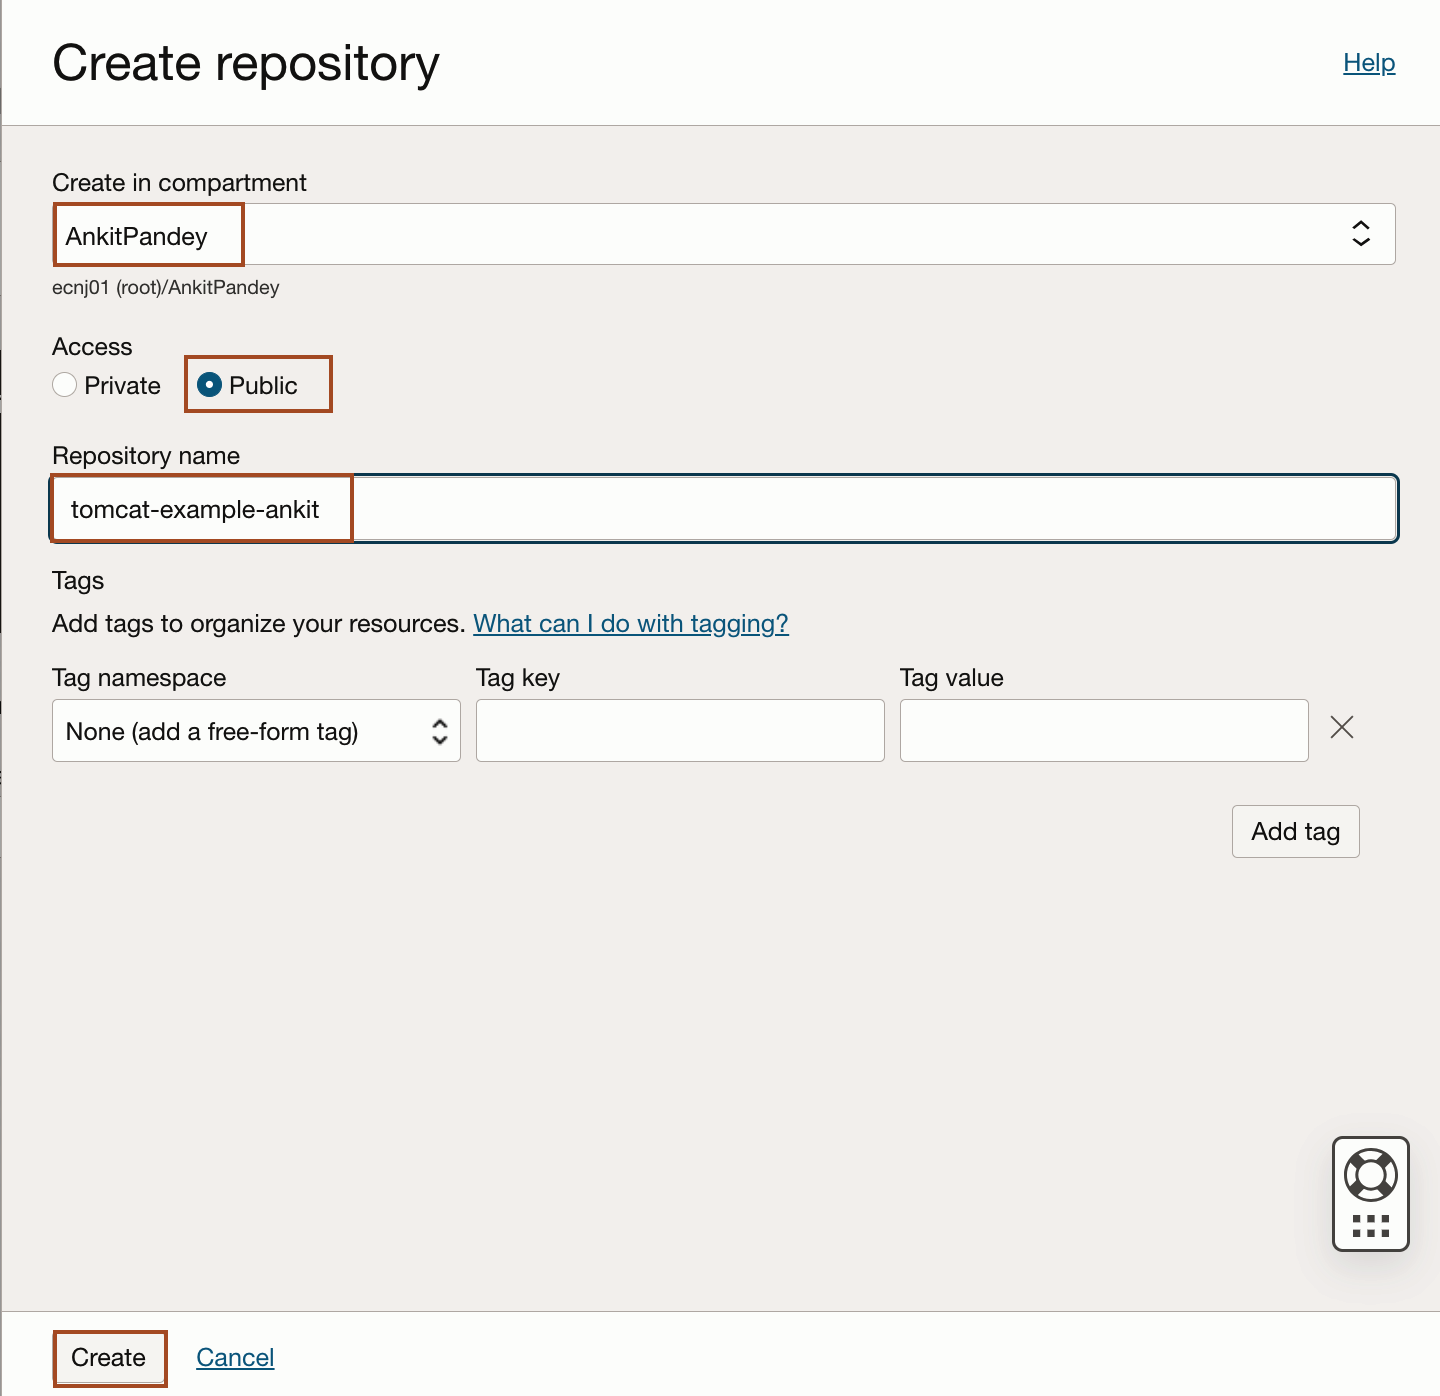 Create repository
Help
Create in compartment
AnkitPandey
ecnj01 (root)/AnkitPandey
Access
Private Public
Repository name
tomcat-example-ankit
Tags
Add tags to organize your resources. What can I do with tagging?
Tag namespace Tag key Tag value
None (add a free-form tag)
Add tag
Create Cancel